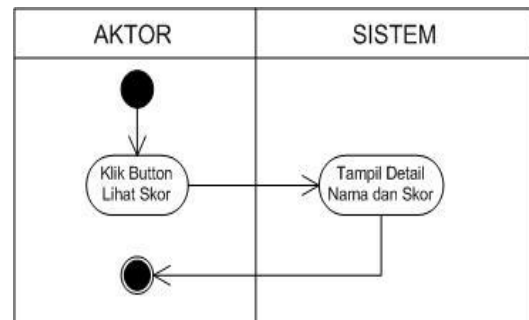 AKTOR
SISTEM
Klik Button
Lihat Skor
Tampil Detail
Nama dan Skor